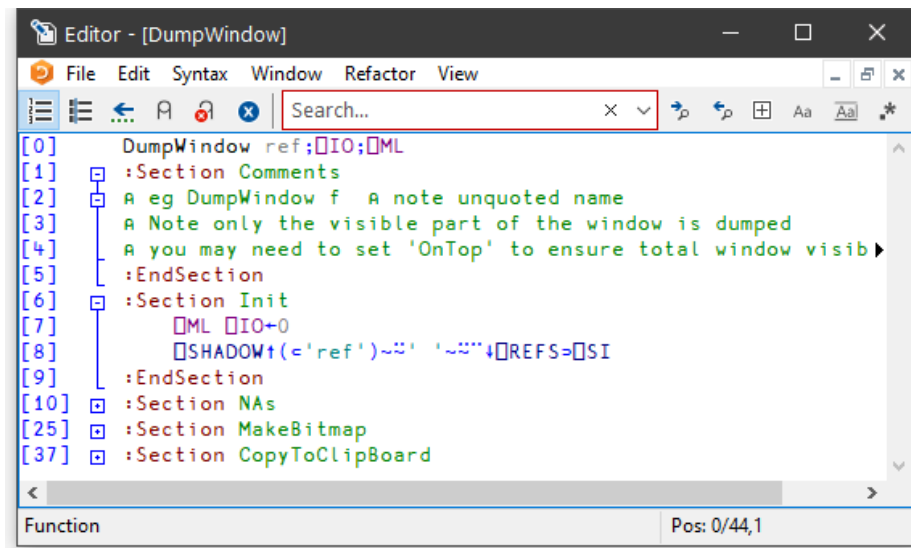 Editor - [DumpWindow]
File Edit Syntax Window Refactor View
Search... Aa Aa .*
[0] DumpWindow ref;⎕IO;⎕ML
[1] :Section Comments
[2] ⍝ eg DumpWindow f ⍝ note unquoted name
[3] ⍝ Note only the visible part of the window is dumped
[4] ⍝ you may need to set 'OnTop' to ensure total window visib
[5] :EndSection
[6] :Section Init
[7] ⎕ML ⎕IO←0
[8] ⎕SHADOW↑(⊂'ref')~⍨' '~⍨¨↓⎕REFS⊃⎕SI
[9] :EndSection
[10] :Section NAs
[25] :Section MakeBitmap
[37] :Section CopyToClipBoard
Function Pos: 0/44,1